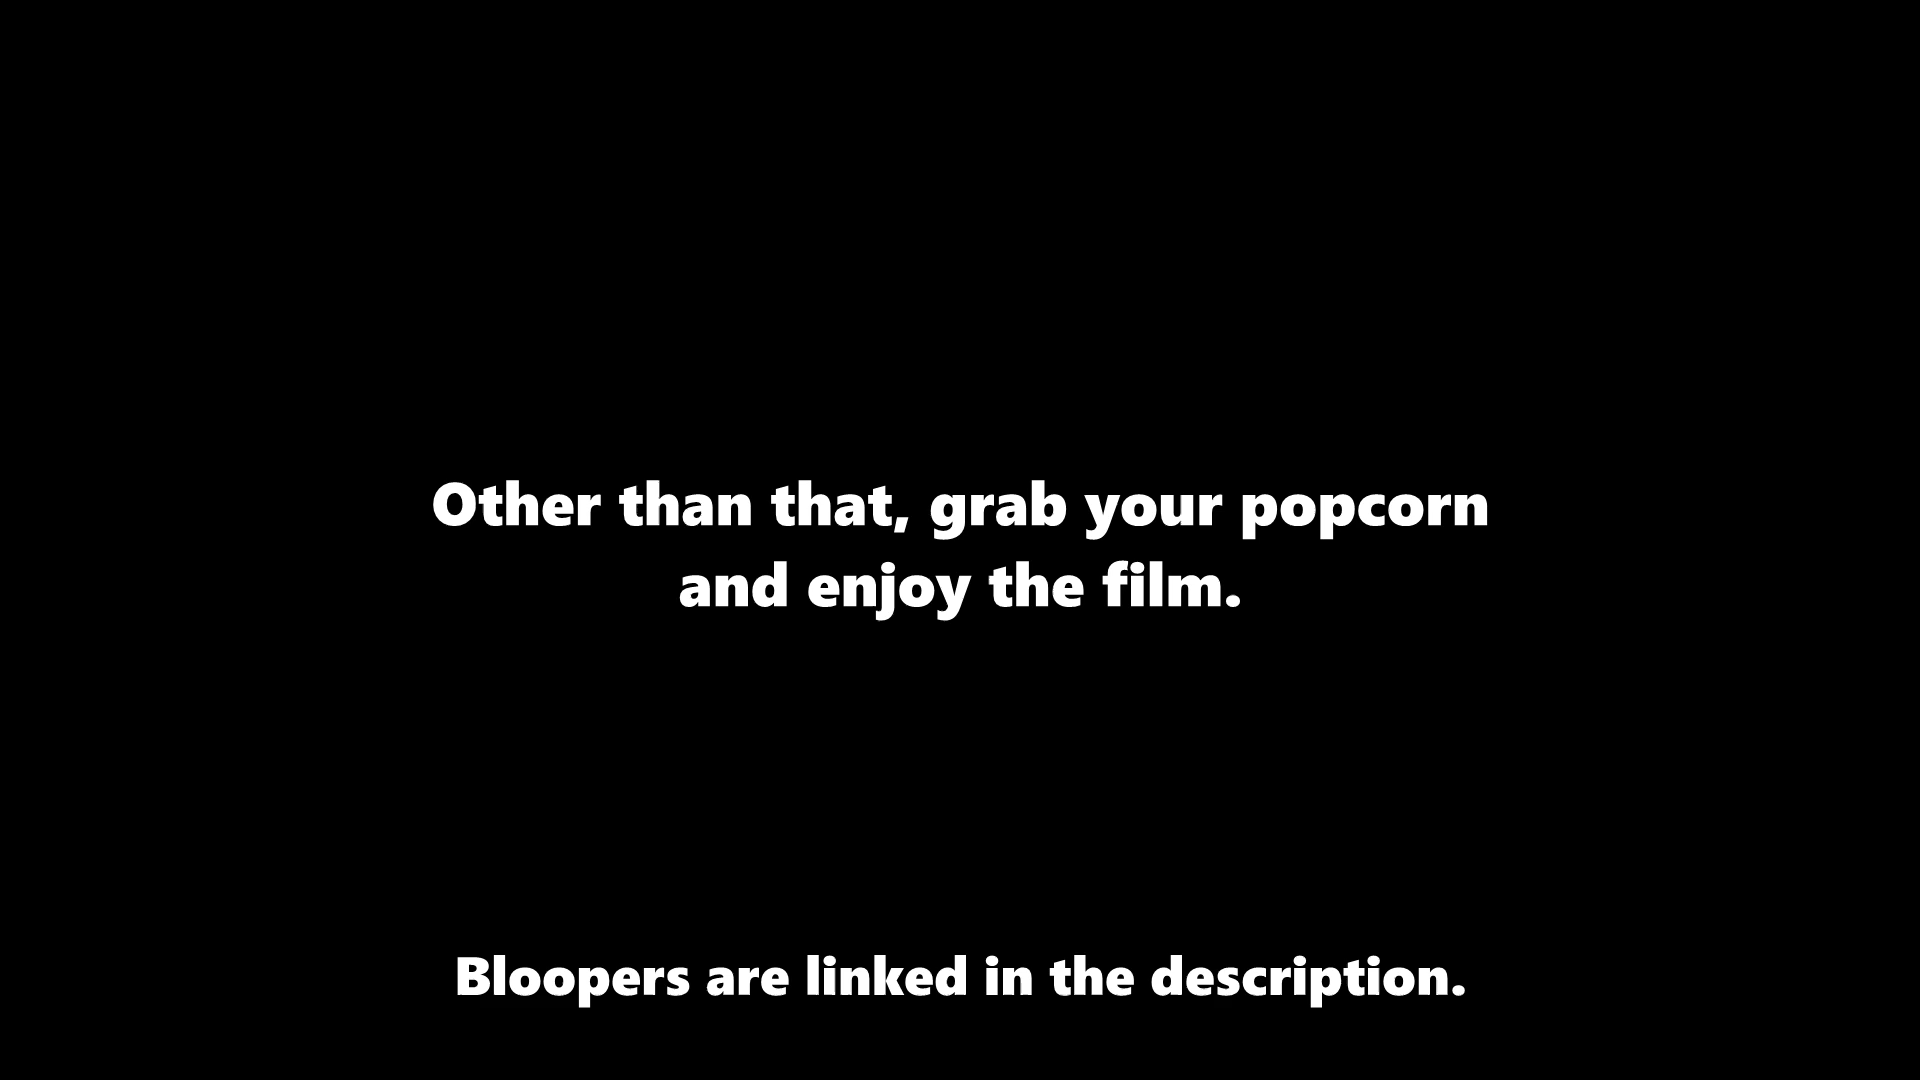 Other than that, grab your popcorn
and enjoy the film.
Bloopers are linked in the description.